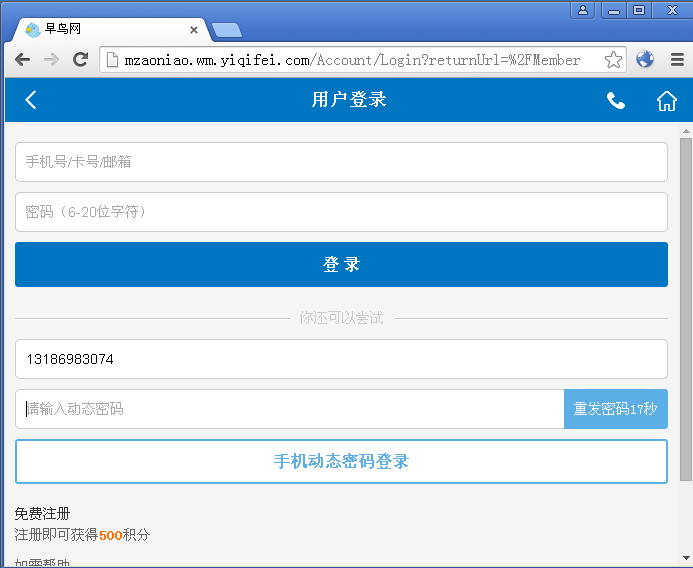 早鸟网
mzaoniao.wm.yiqifei.com/Account/Login?returnUrl=%2FMember
用户登录
手机号/卡号/邮箱
密码（6-20位字符）
登 录
你还可以尝试
13186983074
请输入动态密码
重发密码17秒
手机动态密码登录
免费注册
注册即可获得500积分
如需帮助